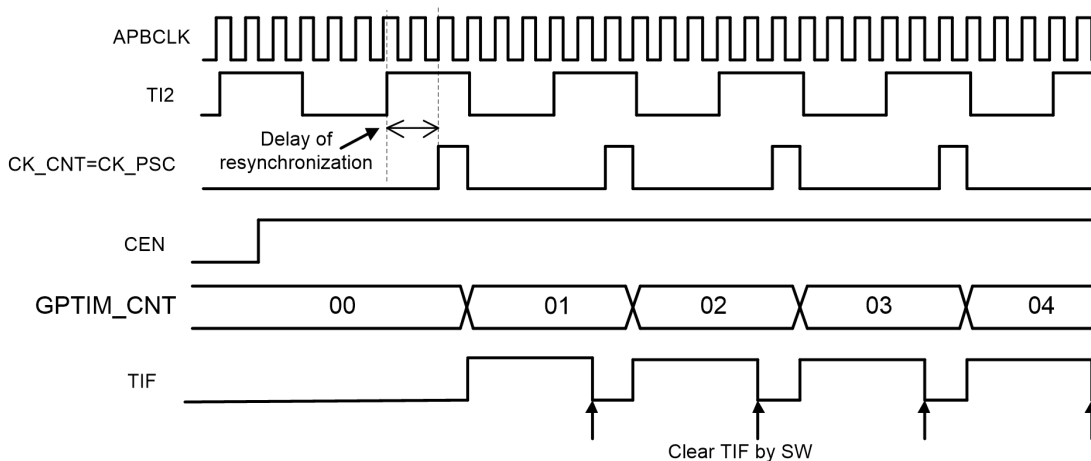 APBCLK
TI2
Delay of
resynchronization
CK_CNT=CK_PSC
CEN
GPTIM_CNT
00
01
02
03
04
TIF
Clear TIF by SW